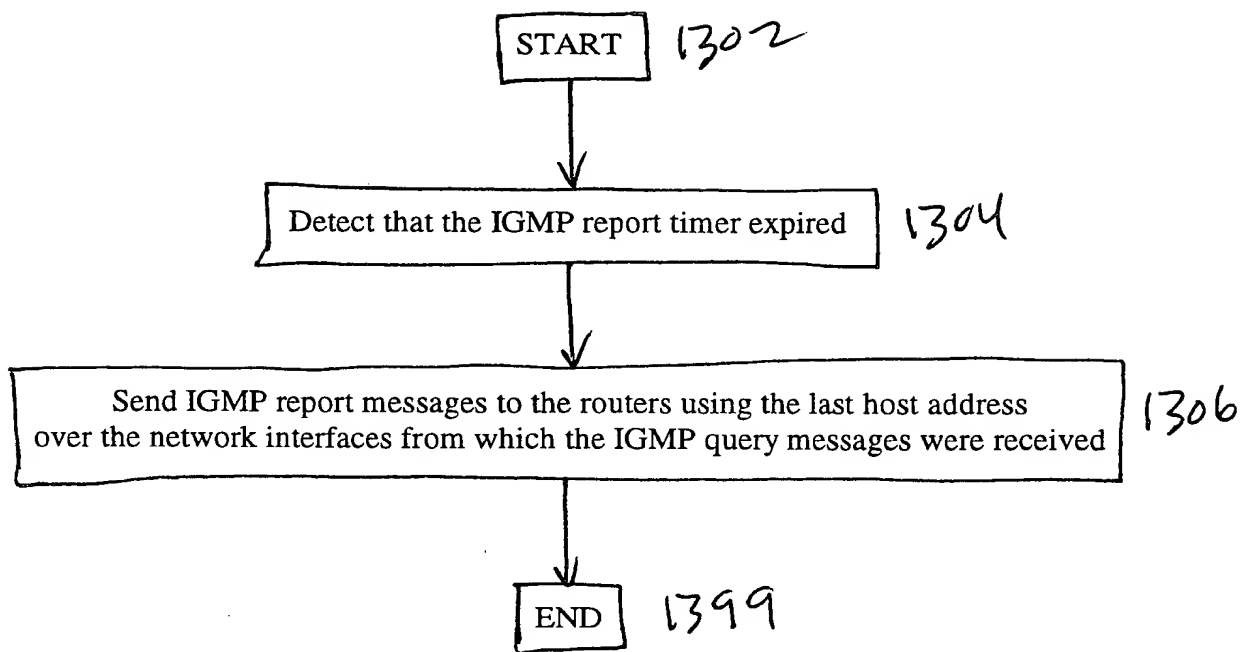 START 1302
Detect that the IGMP report timer expired 1304
Send IGMP report messages to the routers using the last host address
over the network interfaces from which the IGMP query messages were received 1306
END 1399